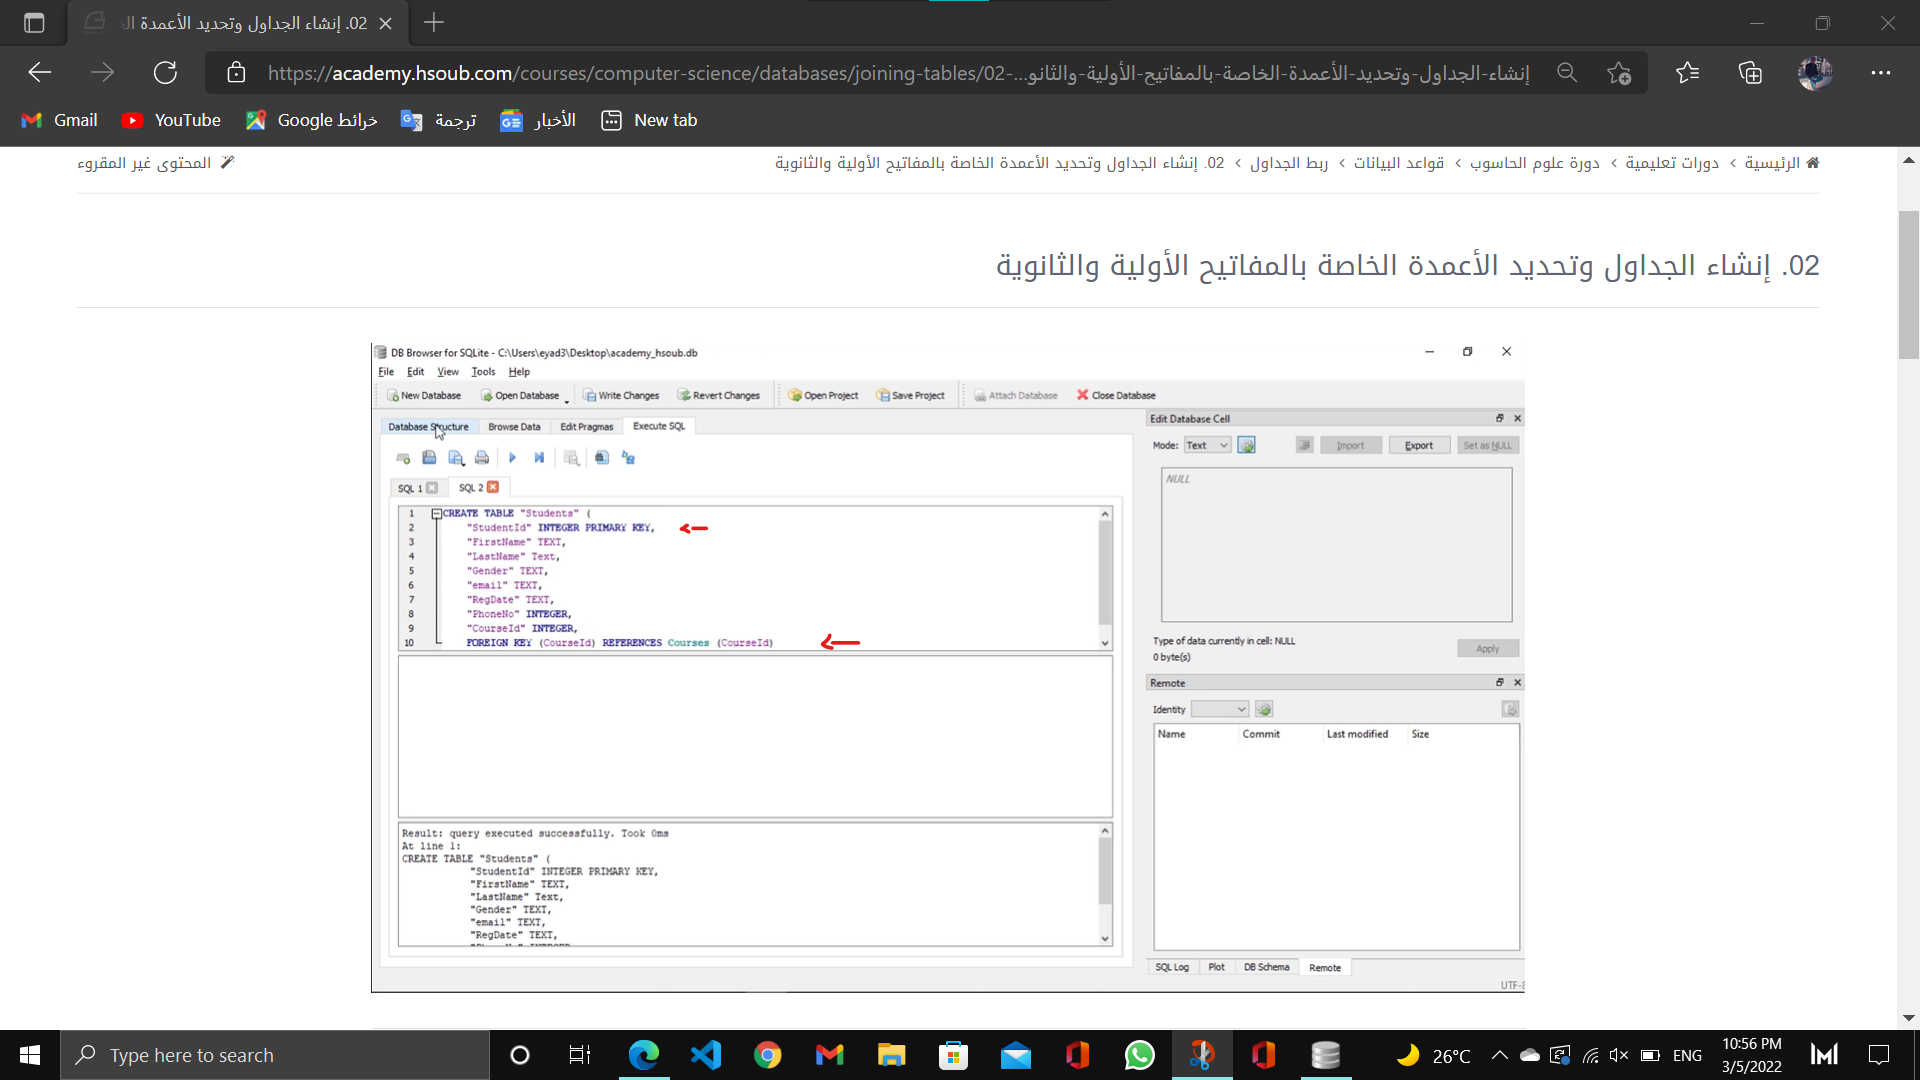 02. إنشاء الجداول وتحديد الأعمدة ال
https://academy.hsoub.com/courses/computer-science/databases/joining-tables/02-إنشاء-الجداول-وتحديد-الأعمدة-الخاصة-بالمفاتيح-الأولية-والثانو...
Gmail
YouTube
خرائط Google
ترجمة
الأخبار
New tab
الرئيسية › دورات تعليمية › دورة علوم الحاسوب › قواعد البيانات › ربط الجداول › 02. إنشاء الجداول وتحديد الأعمدة الخاصة بالمفاتيح الأولية والثانوية
المحتوى غير المقروء
02. إنشاء الجداول وتحديد الأعمدة الخاصة بالمفاتيح الأولية والثانوية
DB Browser for SQLite - C:\Users\eyad3\Desktop\academy_hsoub.db
File Edit View Tools Help
New Database Open Database Write Changes Revert Changes Open Project Save Project Attach Database Close Database
Database Structure Browse Data Edit Pragmas Execute SQL
SQL 1 SQL 2
1 CREATE TABLE "Students" (
2 "StudentId" INTEGER PRIMARY KEY,
3 "FirstName" TEXT,
4 "LastName" Text,
5 "Gender" TEXT,
6 "email" TEXT,
7 "RegDate" TEXT,
8 "PhoneNo" INTEGER,
9 "CourseId" INTEGER,
10 FOREIGN KEY (CourseId) REFERENCES Courses (CourseId)
Result: query executed successfully. Took 0ms
At line 1:
CREATE TABLE "Students" (
"StudentId" INTEGER PRIMARY KEY,
"FirstName" TEXT,
"LastName" Text,
"Gender" TEXT,
"email" TEXT,
"RegDate" TEXT,
Edit Database Cell
Mode: Text Import Export Set as NULL
NULL
Type of data currently in cell: NULL
0 byte(s)
Apply
Remote
Identity
Name Commit Last modified Size
SQL Log Plot DB Schema Remote
UTF-8
Type here to search
26°C
ENG
10:56 PM
3/5/2022